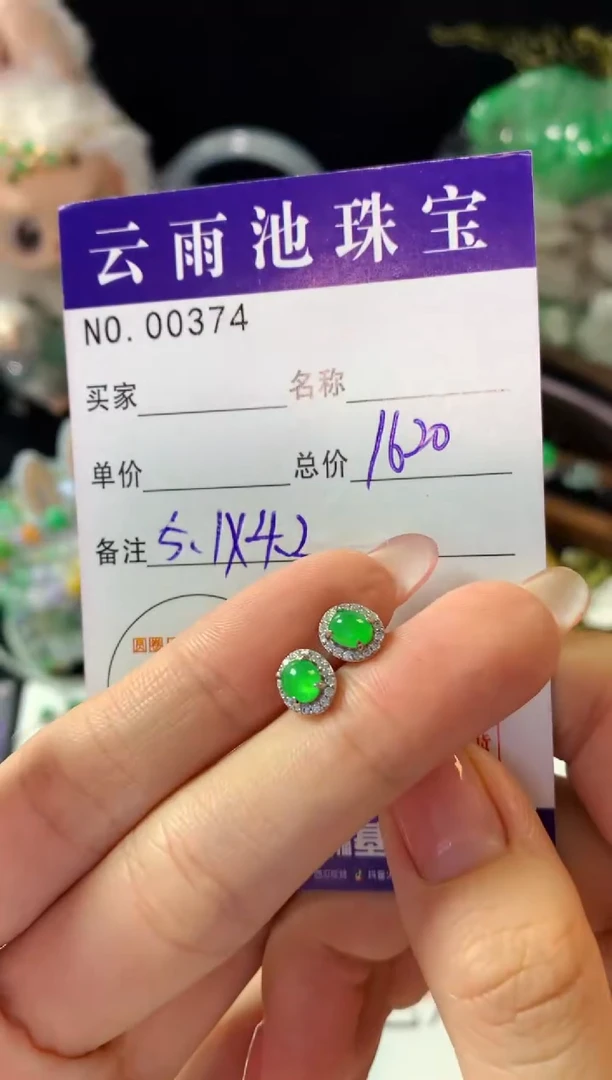 云雨池珠宝
NO. 00374
买家 名称
单价 总价 1620
备注 5.1X4.2